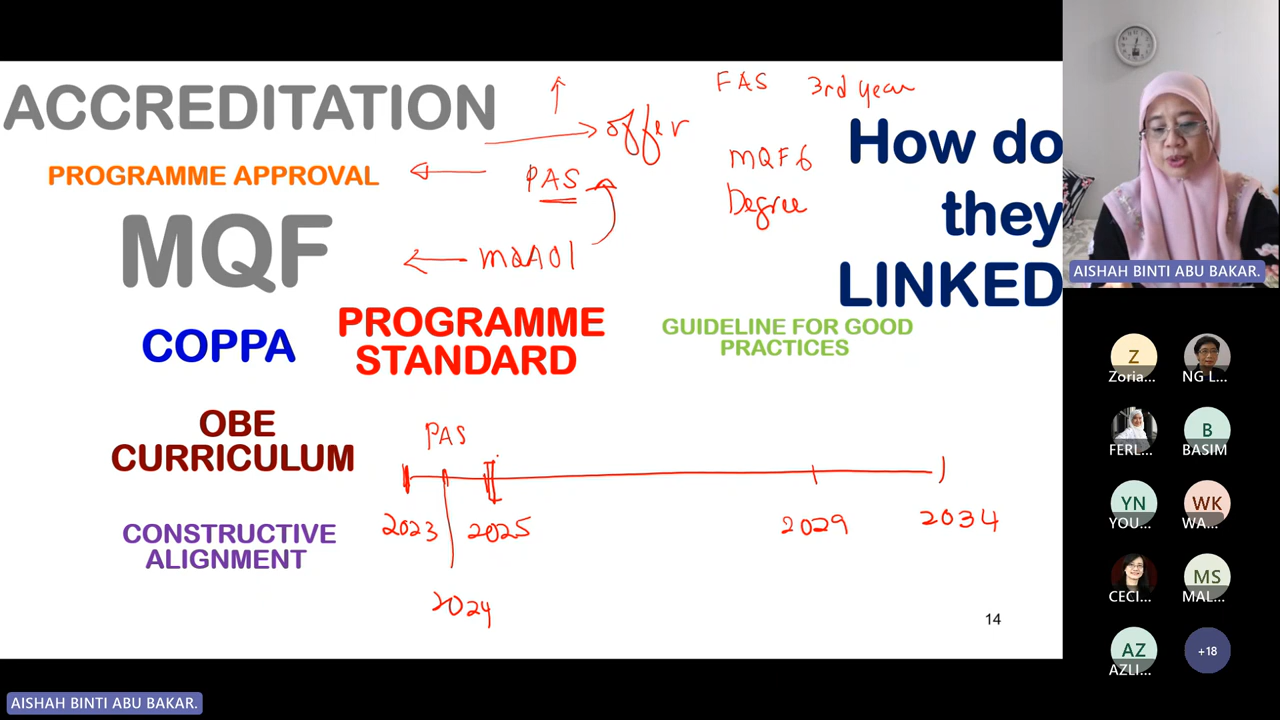 ACCREDITATION
PROGRAMME APPROVAL
MQF
COPPA
PROGRAMME
STANDARD
GUIDELINE FOR GOOD
PRACTICES
OBE
CURRICULUM
CONSTRUCTIVE
ALIGNMENT
How do
they
LINKED
offer
PAS
MQA01
FAS 3rd year
MQF6
Degree
PAS
2023
2024
2025
2029
2034
14
AISHAH BINTI ABU BAKAR.
Z
Zoria...
NG L...
FERL...
B
BASIM
YN
YOU...
WK
WA...
CECI...
MS
MAL...
AZ
AZLI...
+18
AISHAH BINTI ABU BAKAR.